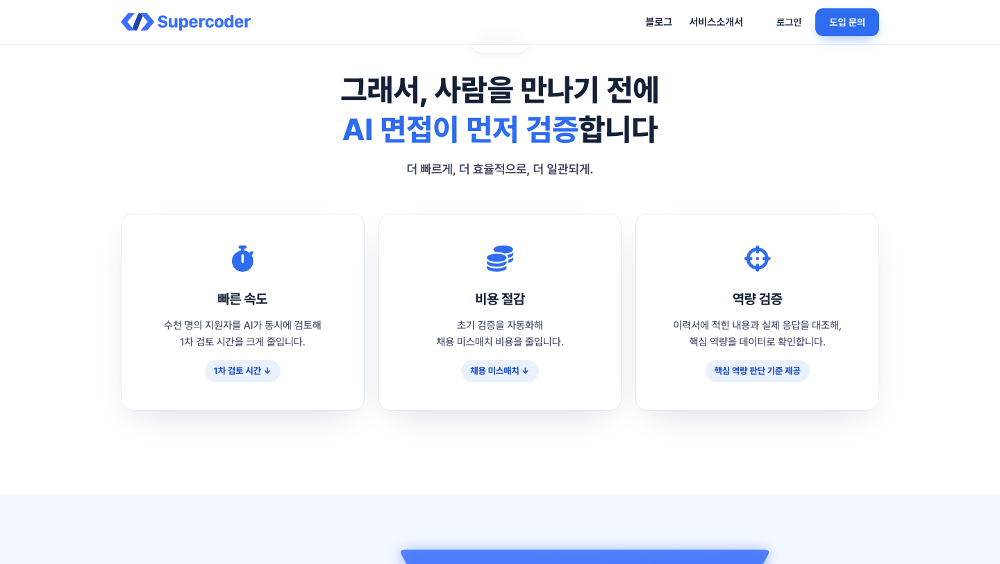 Supercoder
블로그
서비스소개서
로그인
도입 문의
그래서, 사람을 만나기 전에
AI 면접이 먼저 검증합니다
더 빠르게, 더 효율적으로, 더 일관되게.
빠른 속도
수천 명의 지원자를 AI가 동시에 검토해
1차 검토 시간을 크게 줄입니다.
1차 검토 시간 ↓
비용 절감
초기 검증을 자동화해
채용 미스매치 비용을 줄입니다.
채용 미스매치 ↓
역량 검증
이력서에 적힌 내용과 실제 응답을 대조해,
핵심 역량을 데이터로 확인합니다.
핵심 역량 판단 기준 제공